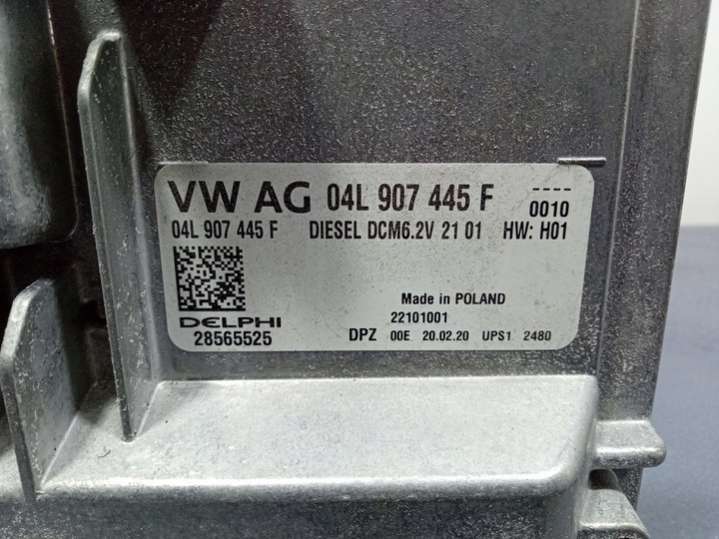 VW AG 04L 907 445 F ----
0010
04L 907 445 F DIESEL DCM6.2V 21 01 HW: H01
Made in POLAND
22101001
DELPHI
28565525 DPZ 00E 20.02.20 UPS1 2480